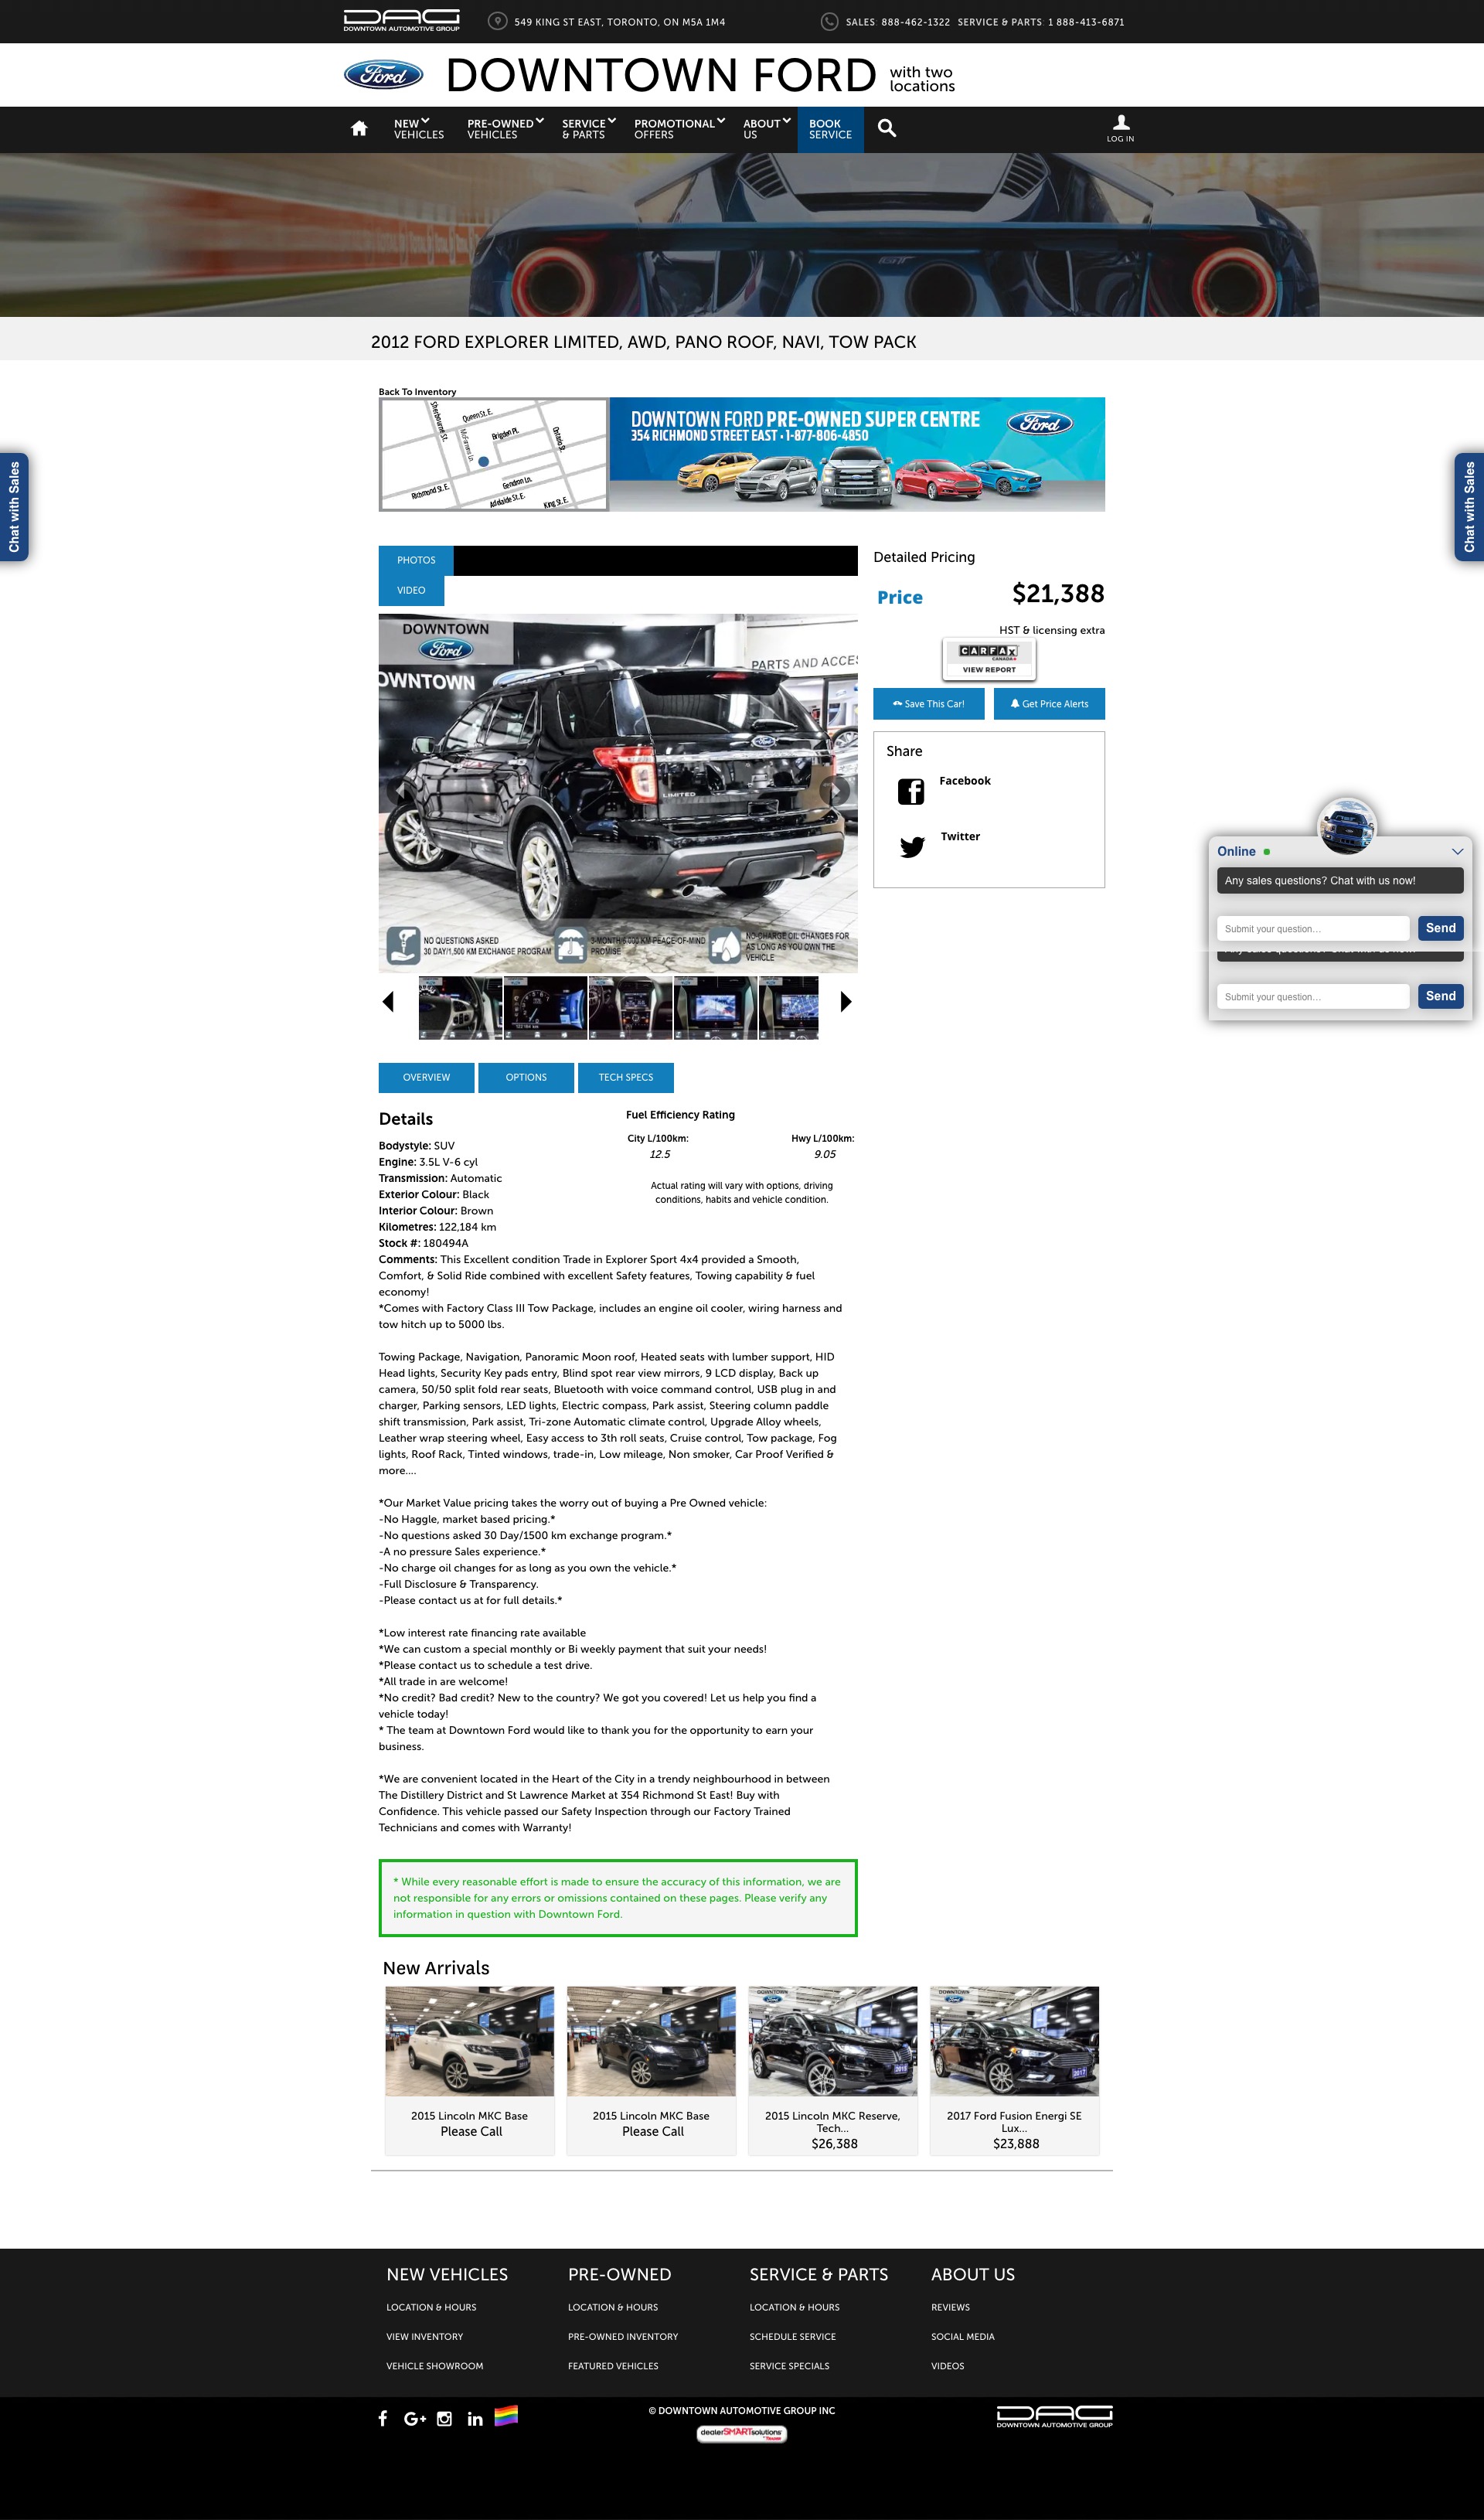 DAG
DOWNTOWN AUTOMOTIVE GROUP
549 KING ST EAST, TORONTO, ON M5A 1M4
SALES: 888-462-1322 SERVICE & PARTS: 1 888-413-6871
Ford
DOWNTOWN FORD with two locations
NEW VEHICLES
PRE-OWNED VEHICLES
SERVICE & PARTS
PROMOTIONAL OFFERS
ABOUT US
BOOK SERVICE
LOG IN
2012 FORD EXPLORER LIMITED, AWD, PANO ROOF, NAVI, TOW PACK
Back To Inventory
Sherbourne St.
Queen St. E.
McFarrens Ln.
Brigden Pl.
Ontario St.
Richmond St. E.
Gendron Ln.
Adelaide St. E.
King St. E.
DOWNTOWN FORD PRE-OWNED SUPER CENTRE
354 RICHMOND STREET EAST • 1-877-806-4850
Ford
Chat with Sales
Chat with Sales
PHOTOS
VIDEO
DOWNTOWN
Ford
OWNTOWN
PARTS AND ACCES
LIMITED
NO QUESTIONS ASKED
30 DAY/1,500 KM EXCHANGE PROGRAM
3-MONTH/6,000 KM PEACE-OF-MIND
PROMISE
NO-CHARGE OIL CHANGES FOR
AS LONG AS YOU OWN THE
VEHICLE
Detailed Pricing
Price $21,388
HST & licensing extra
CARFAX
CANADA
VIEW REPORT
Save This Car!
Get Price Alerts
Share
Facebook
Twitter
Online
Any sales questions? Chat with us now!
Submit your question...
Send
Submit your question...
Send
OVERVIEW
OPTIONS
TECH SPECS
Details
Bodystyle: SUV
Engine: 3.5L V-6 cyl
Transmission: Automatic
Exterior Colour: Black
Interior Colour: Brown
Kilometres: 122,184 km
Stock #: 180494A
Fuel Efficiency Rating
City L/100km: Hwy L/100km:
12.5 9.05
Actual rating will vary with options, driving
conditions, habits and vehicle condition.
Comments: This Excellent condition Trade in Explorer Sport 4x4 provided a Smooth,
Comfort, & Solid Ride combined with excellent Safety features, Towing capability & fuel
economy!
*Comes with Factory Class III Tow Package, includes an engine oil cooler, wiring harness and
tow hitch up to 5000 lbs.
Towing Package, Navigation, Panoramic Moon roof, Heated seats with lumber support, HID
Head lights, Security Key pads entry, Blind spot rear view mirrors, 9 LCD display, Back up
camera, 50/50 split fold rear seats, Bluetooth with voice command control, USB plug in and
charger, Parking sensors, LED lights, Electric compass, Park assist, Steering column paddle
shift transmission, Park assist, Tri-zone Automatic climate control, Upgrade Alloy wheels,
Leather wrap steering wheel, Easy access to 3th roll seats, Cruise control, Tow package, Fog
lights, Roof Rack, Tinted windows, trade-in, Low mileage, Non smoker, Car Proof Verified &
more....
*Our Market Value pricing takes the worry out of buying a Pre Owned vehicle:
-No Haggle, market based pricing.*
-No questions asked 30 Day/1500 km exchange program.*
-A no pressure Sales experience.*
-No charge oil changes for as long as you own the vehicle.*
-Full Disclosure & Transparency.
-Please contact us at for full details.*
*Low interest rate financing rate available
*We can custom a special monthly or Bi weekly payment that suit your needs!
*Please contact us to schedule a test drive.
*All trade in are welcome!
*No credit? Bad credit? New to the country? We got you covered! Let us help you find a
vehicle today!
* The team at Downtown Ford would like to thank you for the opportunity to earn your
business.
*We are convenient located in the Heart of the City in a trendy neighbourhood in between
The Distillery District and St Lawrence Market at 354 Richmond St East! Buy with
Confidence. This vehicle passed our Safety Inspection through our Factory Trained
Technicians and comes with Warranty!
* While every reasonable effort is made to ensure the accuracy of this information, we are
not responsible for any errors or omissions contained on these pages. Please verify any
information in question with Downtown Ford.
New Arrivals
2015 Lincoln MKC Base
Please Call
2015 Lincoln MKC Base
Please Call
2015 Lincoln MKC Reserve,
Tech...
$26,388
2017 Ford Fusion Energi SE
Lux...
$23,888
NEW VEHICLES
LOCATION & HOURS
VIEW INVENTORY
VEHICLE SHOWROOM
PRE-OWNED
LOCATION & HOURS
PRE-OWNED INVENTORY
FEATURED VEHICLES
SERVICE & PARTS
LOCATION & HOURS
SCHEDULE SERVICE
SERVICE SPECIALS
ABOUT US
REVIEWS
SOCIAL MEDIA
VIDEOS
© DOWNTOWN AUTOMOTIVE GROUP INC
dealerSMARTsolutions
DAG
DOWNTOWN AUTOMOTIVE GROUP